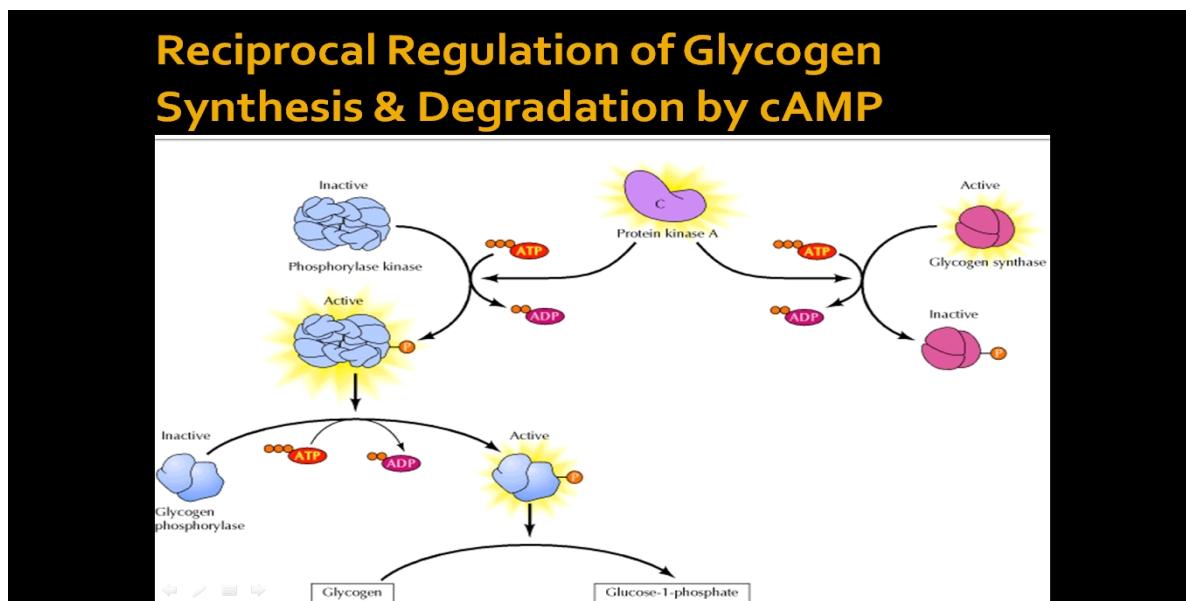 Reciprocal Regulation of Glycogen
Synthesis & Degradation by cAMP
Inactive
Phosphorylase kinase
Active
P
C
Protein kinase A
ATP
ADP
ATP
ADP
Active
Glycogen synthase
Inactive
P
Inactive
Glycogen
phosphorylase
ATP
ADP
Active
P
Glycogen
Glucose-1-phosphate